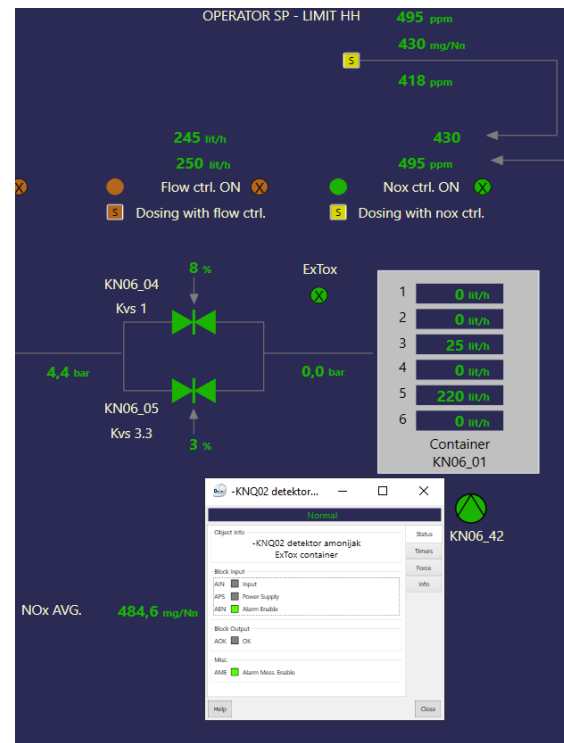 OPERATOR SP - LIMIT HH 495 ppm
430 mg/Nn
S
418 ppm
245 lit/h 430
250 lit/h 495 ppm
X Flow ctrl. ON X Nox ctrl. ON X
S Dosing with flow ctrl. S Dosing with nox ctrl.
8 % ExTox
KN06_04
X
Kvs 1
1 0 lit/h
2 0 lit/h
3 25 lit/h
4,4 bar 0,0 bar 4 0 lit/h
5 220 lit/h
KN06_05
6 0 lit/h
Kvs 3.3
3 %
Container
KN06_01
-KNQ02 detektor...
Normal
Object Info
-KNQ02 detektor amonijak
ExTox container
Status
Timers
Force
Info
Block Input
AIN Input
APS Power Supply
AEN Alarm Enable
Block Output
AOK OK
Misc.
AME Alarm Mess. Enable
Help Close
KN06_42
NOx AVG. 484,6 mg/Nn